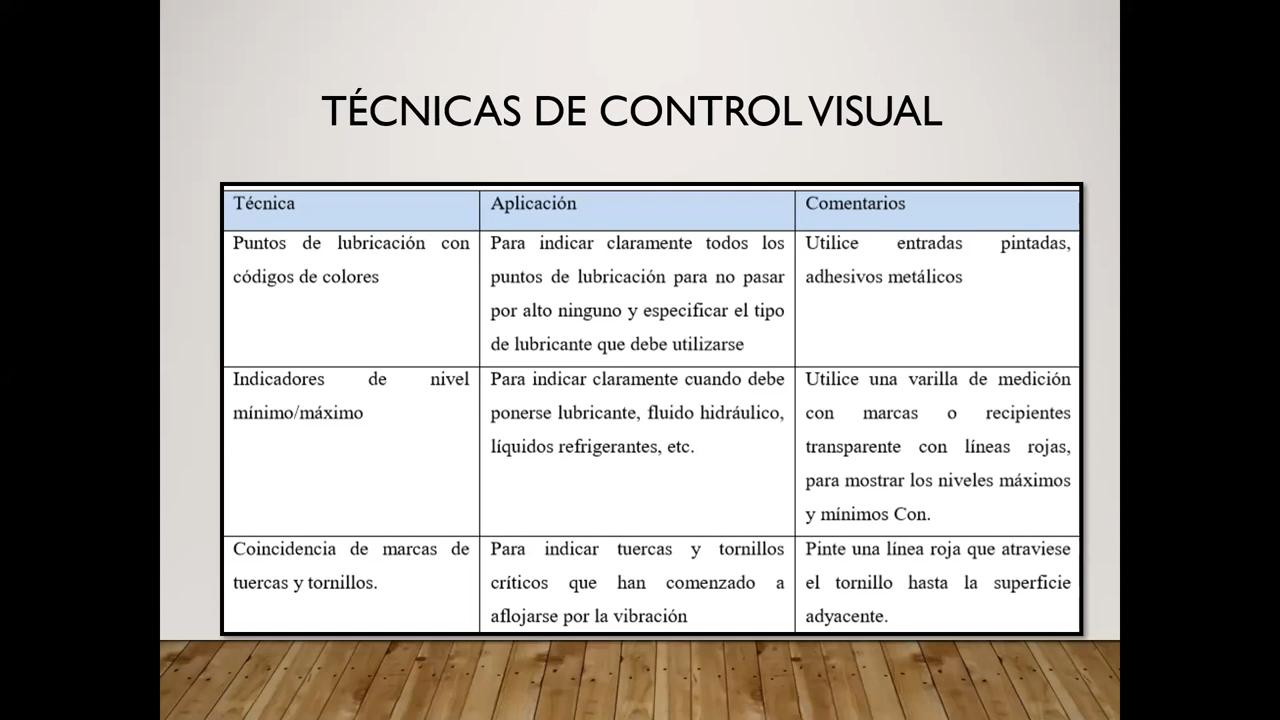 TÉCNICAS DE CONTROL VISUAL
Técnica
Aplicación
Comentarios
Puntos de lubricación con
códigos de colores
Para indicar claramente todos los
puntos de lubricación para no pasar
por alto ninguno y especificar el tipo
de lubricante que debe utilizarse
Utilice entradas pintadas,
adhesivos metálicos
Indicadores de nivel
mínimo/máximo
Para indicar claramente cuando debe
ponerse lubricante, fluido hidráulico,
líquidos refrigerantes, etc.
Utilice una varilla de medición
con marcas o recipientes
transparente con líneas rojas,
para mostrar los niveles máximos
y mínimos Con.
Coincidencia de marcas de
tuercas y tornillos.
Para indicar tuercas y tornillos
críticos que han comenzado a
aflojarse por la vibración
Pinte una línea roja que atraviese
el tornillo hasta la superficie
adyacente.